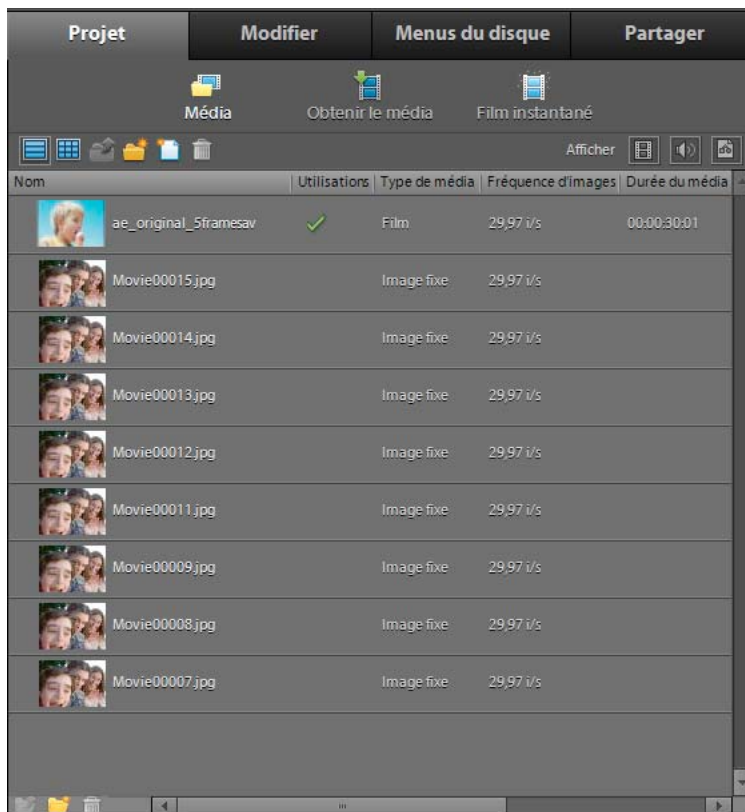 Projet Modifier Menus du disque Partager
Média Obtenir le média Film instantané
Afficher
Nom Utilisations Type de média Fréquence d'images Durée du média
ae_original_5framesav Film 29,97 i/s 00:00:30:01
Movie00015.jpg Image fixe 29,97 i/s
Movie00014.jpg Image fixe 29,97 i/s
Movie00013.jpg Image fixe 29,97 i/s
Movie00012.jpg Image fixe 29,97 i/s
Movie00011.jpg Image fixe 29,97 i/s
Movie00009.jpg Image fixe 29,97 i/s
Movie00008.jpg Image fixe 29,97 i/s
Movie00007.jpg Image fixe 29,97 i/s